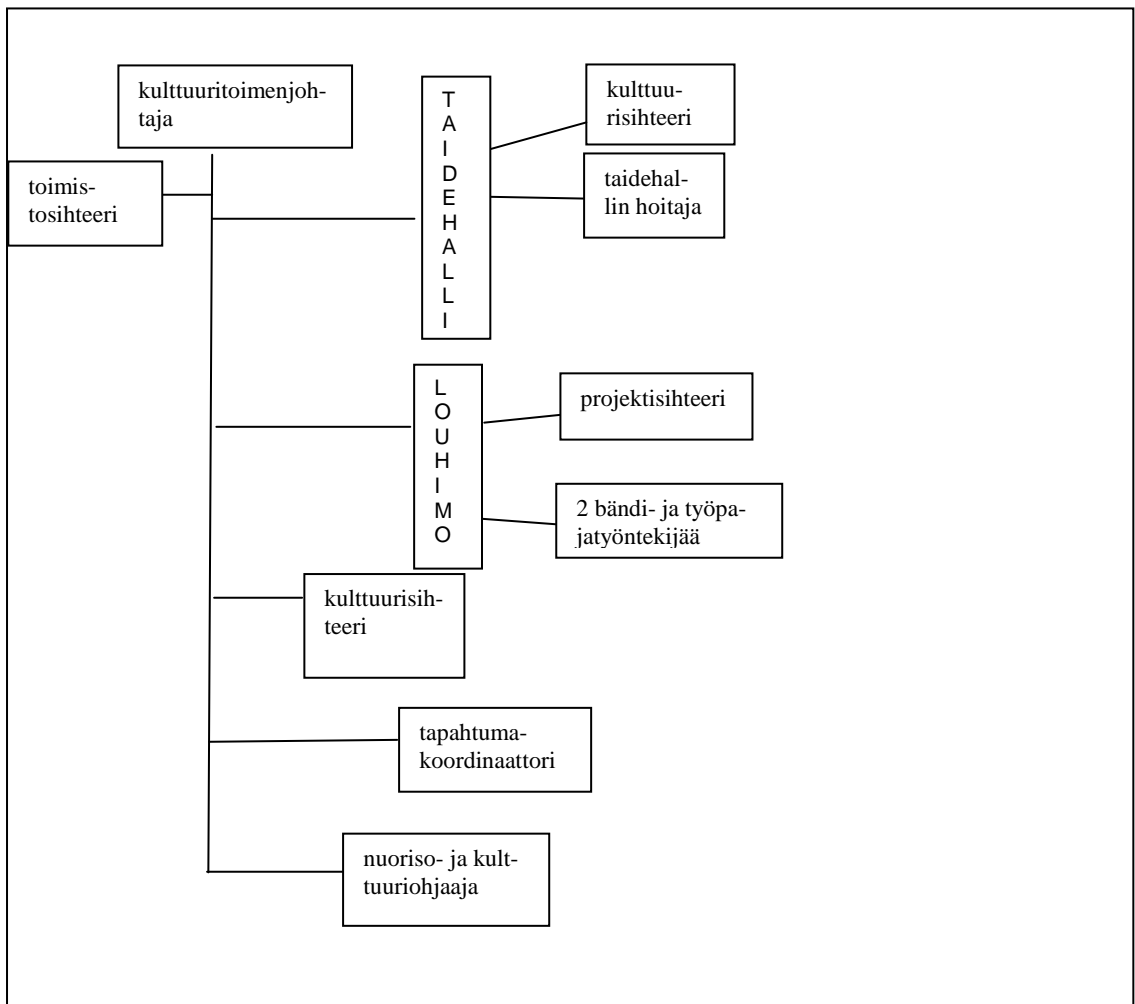 kulttuuritoimenjoh-
taja
toimis-
tosihteeri
T
A
I
D
E
H
A
L
L
I
kulttuu-
risihteeri
taidehal-
lin hoitaja
L
O
U
H
I
M
O
projektisihteeri
2 bändi- ja työpa-
jatyöntekijää
kulttuurisih-
teeri
tapahtuma-
koordinaattori
nuoriso- ja kult-
tuuriohjaaja